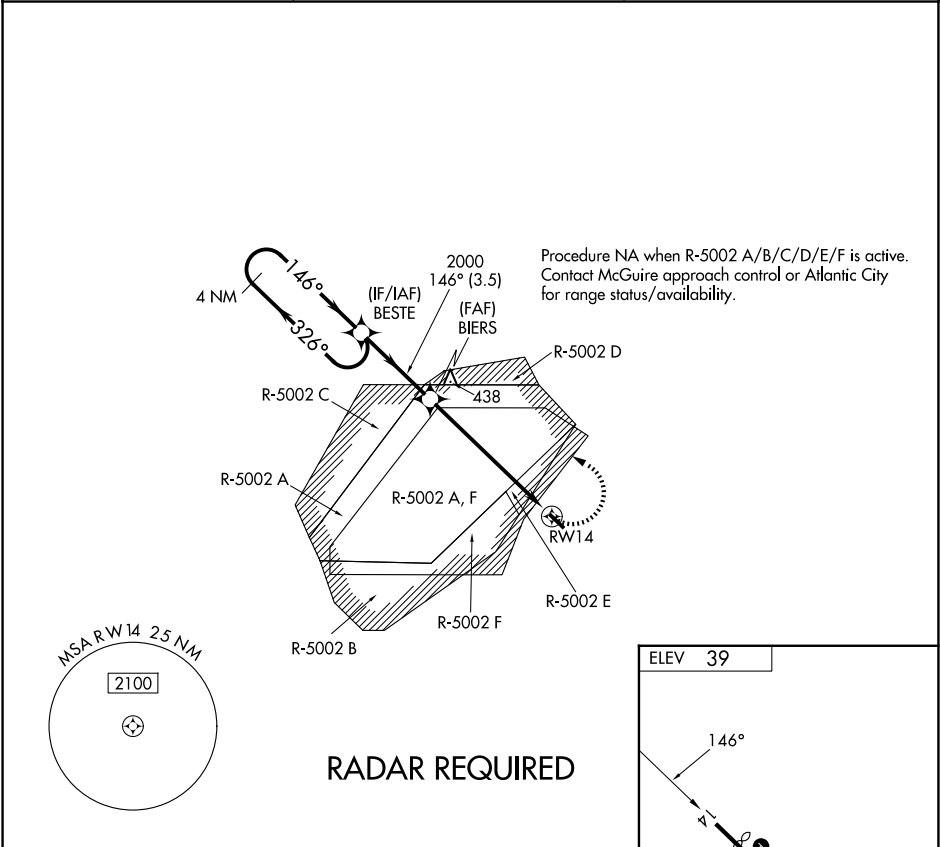 2000
146° (3.5)
Procedure NA when R-5002 A/B/C/D/E/F is active.
Contact McGuire approach control or Atlantic City
for range status/availability.
146°
4 NM
326°
(IF/IAF)
BESTE
(FAF)
BIERS
R-5002 D
438
R-5002 C
R-5002 A
R-5002 A, F
RW14
R-5002 E
R-5002 F
R-5002 B
MSA RW14 25 NM
2100
RADAR REQUIRED
ELEV 39
146°
14